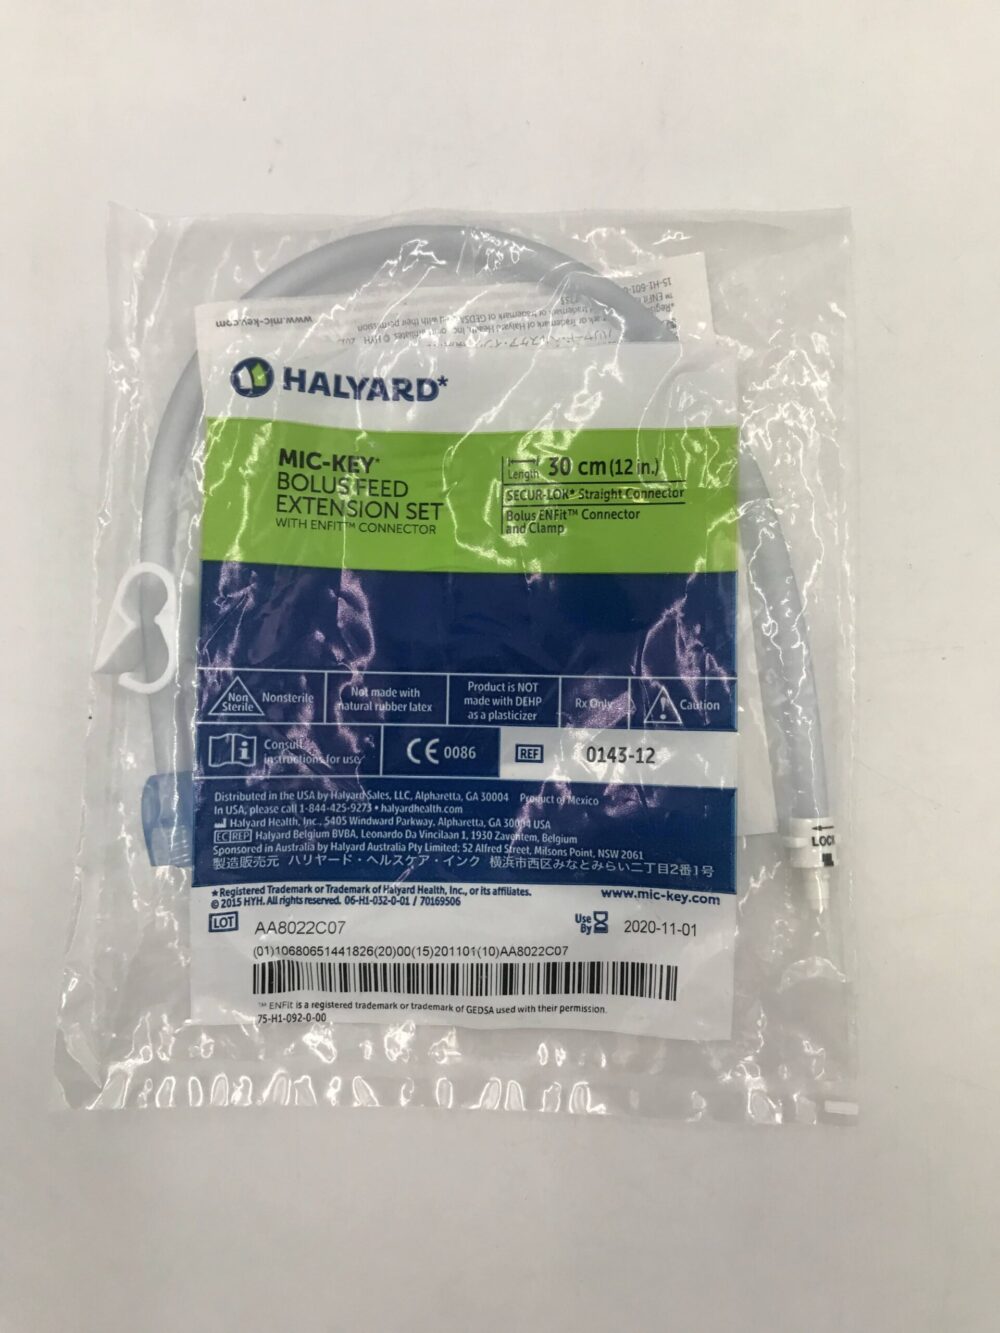 www.mic-key.com
HALYARD*
MIC-KEY*
BOLUS FEED
EXTENSION SET
WITH ENFIT™ CONNECTOR
Length 30 cm (12 in.)
SECUR-LOK* Straight Connector
Bolus ENFit™ Connector
and Clamp
Non
Sterile
Nonsterile
Not made with
natural rubber latex
Product is NOT
made with DEHP
as a plasticizer
Rx Only
Caution
Consult
instructions for use
CE 0086
REF 0143-12
Distributed in the USA by Halyard Sales, LLC, Alpharetta, GA 30004 Product of Mexico
In USA, please call 1-844-425-9273 • halyardhealth.com
Halyard Health, Inc., 5405 Windward Parkway, Alpharetta, GA 30004 USA
EC REP Halyard Belgium BVBA, Leonardo Da Vincilaan 1, 1930 Zaventem, Belgium
Sponsored in Australia by Halyard Australia Pty Limited; 52 Alfred Street, Milsons Point, NSW 2061
製造販売元 ハリヤード・ヘルスケア・インク 横浜市西区みなとみらい二丁目2番1号
*Registered Trademark or Trademark of Halyard Health, Inc., or its affiliates.
© 2015 HYH. All rights reserved. 06-H1-032-0-01 / 70169506
www.mic-key.com
LOT AA8022C07
Use
By 2020-11-01
(01)10680651441826(20)00(15)201101(10)AA8022C07
™ ENFit is a registered trademark or trademark of GEDSA used with their permission.
75-H1-092-0-00
LOCK